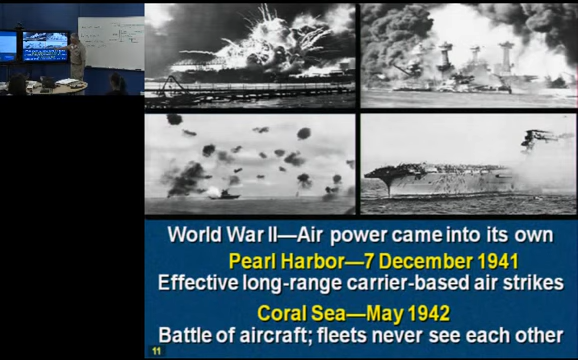 World War II—Air power came into its own
Pearl Harbor—7 December 1941
Effective long-range carrier-based air strikes
Coral Sea—May 1942
Battle of aircraft; fleets never see each other
11